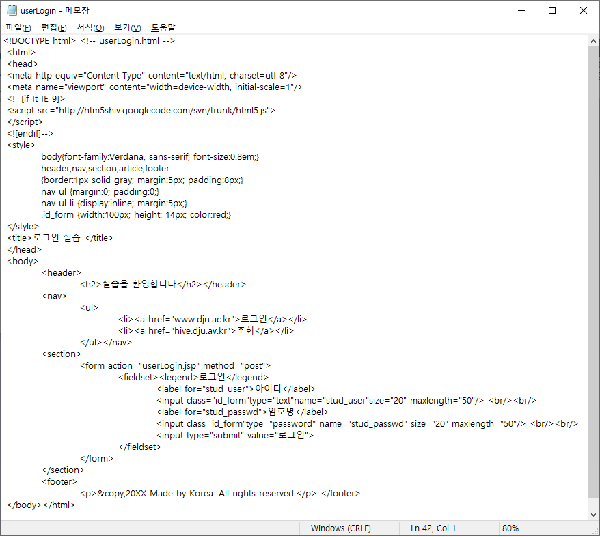 userLogin - 메모장
파일(F) 편집(E) 서식(O) 보기(V) 도움말
<!DOCTYPE html> <!-- userLogin.html -->
<html>
<head>
<meta http-equiv="Content-Type" content="text/html; charset=utf-8"/>
<meta name="viewport" content="width=device-width, initial-scale=1"/>
<!--[if lt IE 9]>
<script src="http://htm5shiv.googlecode.com/svn/trunk/html5.js">
</script>
<![endif]-->
<style>
body{font-family:Verdana, sans-serif; font-size:0.8em;}
header,nav,section,article,footer
{border:1px solid gray; margin:5px; padding:8px;}
nav ul {margin:0; padding:0;}
nav ul li {display:inline; margin:5px;}
.id_form {width:100px; height: 14px; color:red;}
</style>
<title>로그인 실습 </title>
</head>
<body>
<header>
<h2>실습을 환영합니다</h2></header>
<nav>
<ul>
<li><a href="www.dju.ac.kr">로그인</a></li>
<li><a href="hive.dju.av.kr">조회</a></li>
</ul></nav>
<section>
<form action="userLogin.jsp" method="post">
<fieldset><legend>로그인</legend>
<label for="stud_user">아이디</label>
<input class="id_form"type="text"name="stud_user"size="20" maxlength="50"/> <br/><br/>
<label for="stud_passwd">비밀번호</label>
<input class="id_form"type="password" name="stud_passwd" size="20" maxlength="50"/> <br/><br/>
<input type="submit" value="로그인">
</fieldset>
</form>
</section>
<footer>
<p>&copy,20XX Made by Korea. All rights reserved.</p> </footer>
</body></html>
Windows (CRLF) Ln 42, Col 1 80%